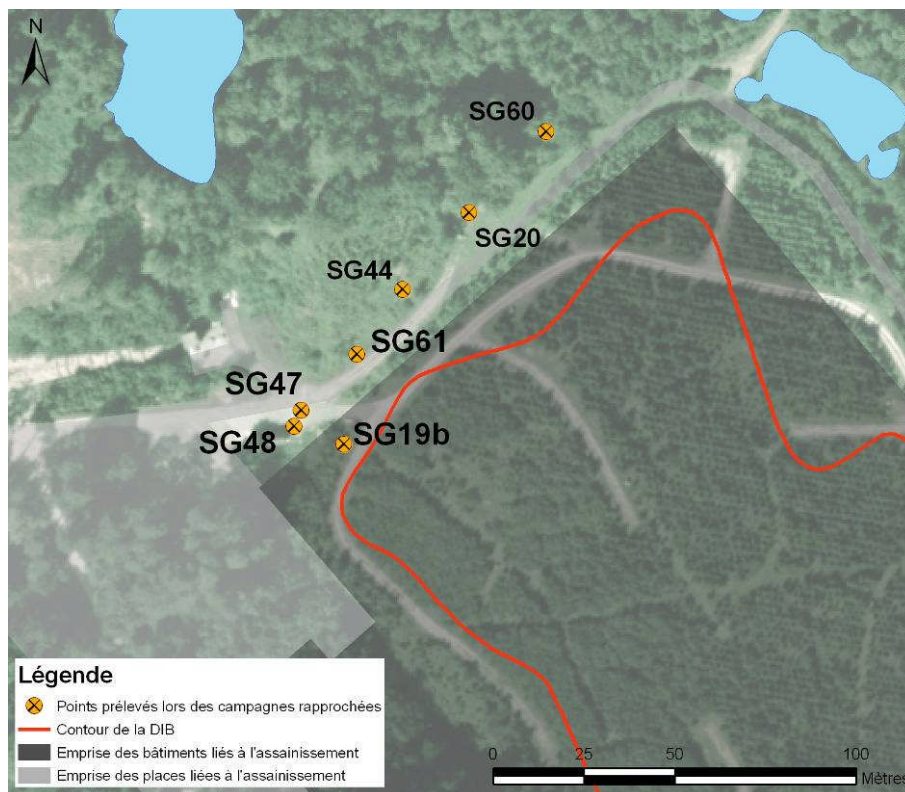 N
SG60
SG20
SG44
SG61
SG47
SG48
SG19b
Légende
Points prélevés lors des campagnes rapprochées
Contour de la DIB
Emprise des bâtiments liés à l'assainissement
Emprise des places liées à l'assainissement
0 25 50 100
Mètres